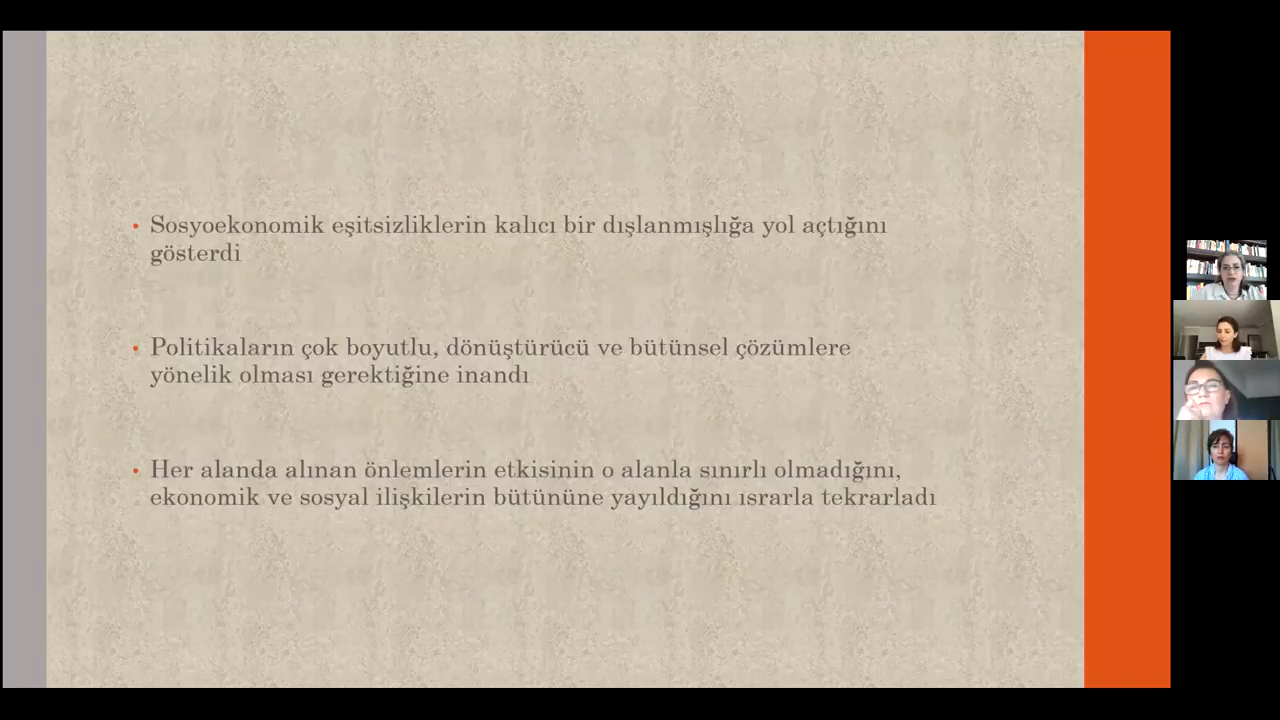 Sosyoekonomik eşitsizliklerin kalıcı bir dışlanmışlığa yol açtığını
gösterdi
Politikaların çok boyutlu, dönüştürücü ve bütünsel çözümlere
yönelik olması gerektiğine inandı
Her alanda alınan önlemlerin etkisinin o alanla sınırlı olmadığını,
ekonomik ve sosyal ilişkilerin bütününe yayıldığını ısrarla tekrarladı